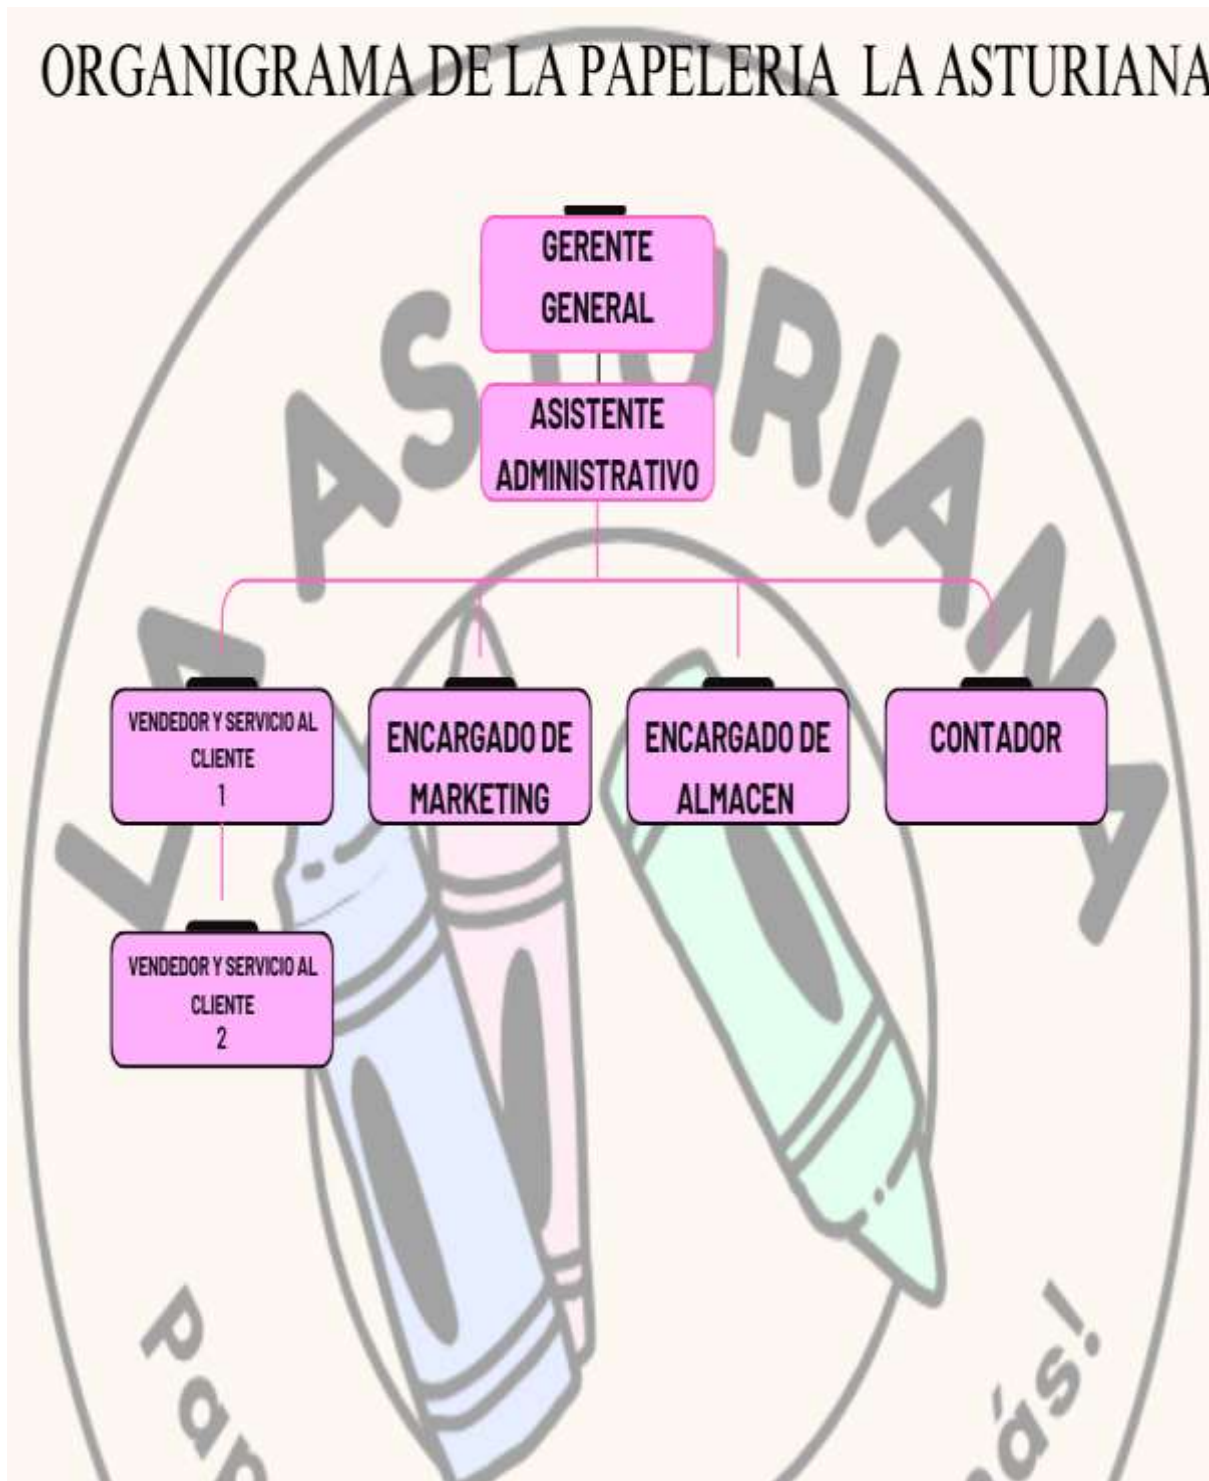 ORGANIGRAMA DE LA PAPELERIA LA ASTURIANA
LA ASTURIANA
GERENTE
GENERAL
ASISTENTE
ADMINISTRATIVO
VENDEDOR Y SERVICIO AL
CLIENTE
1
ENCARGADO DE
MARKETING
ENCARGADO DE
ALMACEN
CONTADOR
VENDEDOR Y SERVICIO AL
CLIENTE
2
más!